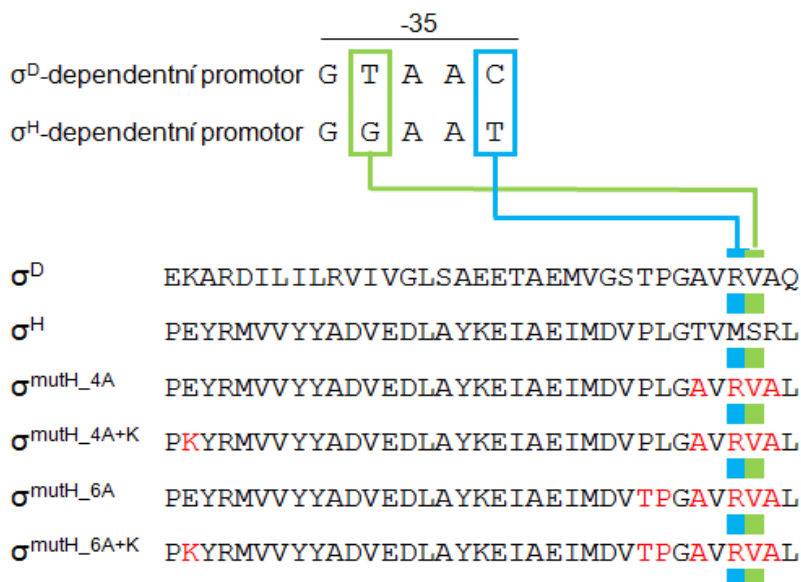 -35
σD-dependentní promotor G T A A C
σH-dependentní promotor G G A A T
σD EKARDILILRVIVGLSAEETAEMVGSTPGAVRVAQ
σH PEYRMVVYYADVEDLAYKEIAEIMDVPLGTVMSRL
σmutH_4A PEYRMVVYYADVEDLAYKEIAEIMDVPLGAVRVAL
σmutH_4A+K PKYRMVVYYADVEDLAYKEIAEIMDVPLGAVRVAL
σmutH_6A PEYRMVVYYADVEDLAYKEIAEIMDVTPGAVRVAL
σmutH_6A+K PKYRMVVYYADVEDLAYKEIAEIMDVTPGAVRVAL